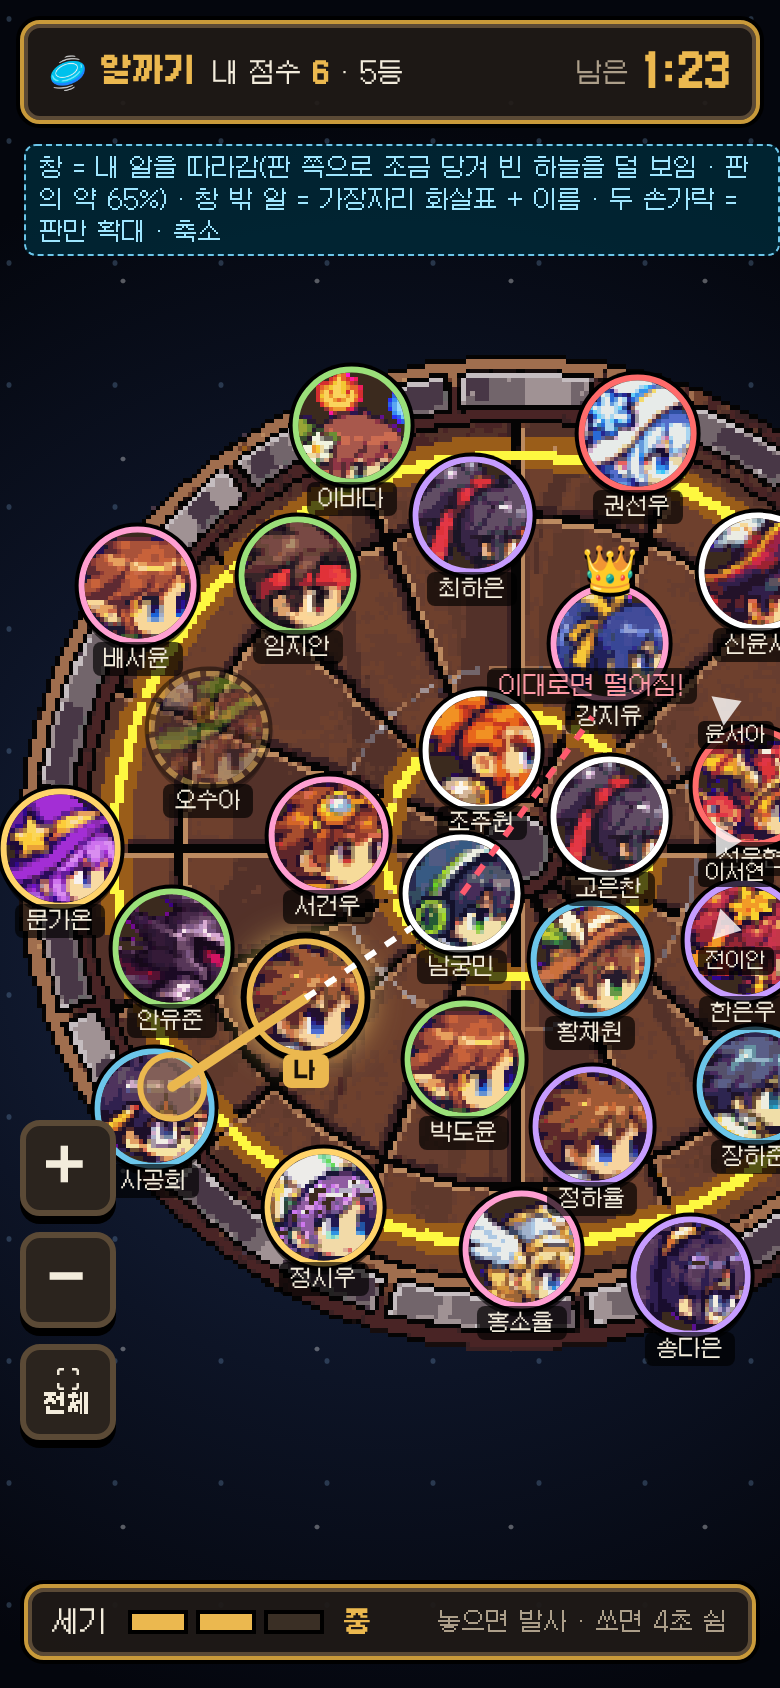 알까기 내 점수 6 · 5등 남은 1:23
창 = 내 알을 따라감(판 쪽으로 조금 당겨 빈 하늘을 덜 보임 · 판
의 약 65%) · 창 밖 알 = 가장자리 화살표 + 이름 · 두 손가락 =
판만 확대 · 축소
이바다
권선우
최하은
임지안
신윤서
배서윤
이대로면 떨어짐!
강지유
윤서아
오수아
조주원
이서연
고은찬
서건우
문가온
전이안
남궁민
한은우
안유준
황채원
나
박도윤
장하준
사공희
정하율
정시우
홍소율
송다은
+
−
전체
세기 중 놓으면 발사 · 쏘면 4초 쉼